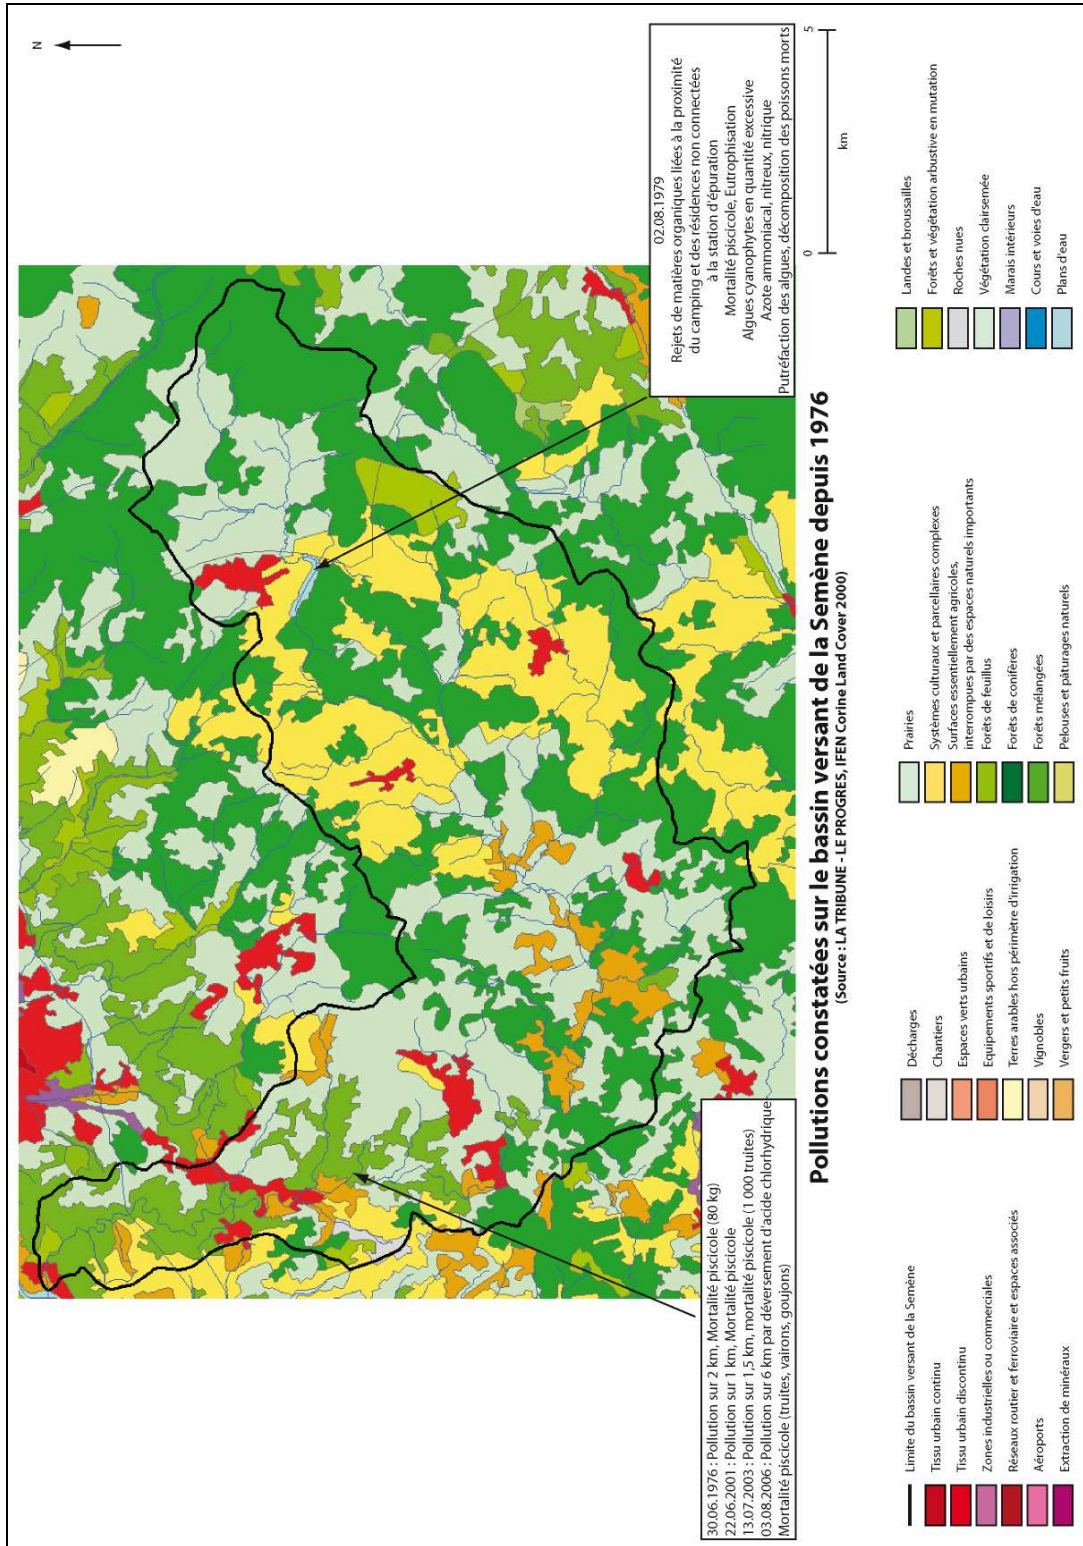 N
02.08.1979
Rejets de matières organiques liées à la proximité
du camping et des résidences non connectées
à la station d'épuration
Mortalité piscicole, Eutrophisation
Algues cyanophytes en quantité excessive
Azote ammoniacal, nitreux, nitrique
Putréfaction des algues, décomposition des poissons morts
30.06.1976 : Pollution sur 2 km, Mortalité piscicole (80 kg)
22.06.2001 : Pollution sur 1 km, Mortalité piscicole
13.07.2003 : Pollution sur 1,5 km, mortalité piscicole (1 000 truites)
03.08.2006 : Pollution sur 6 km par déversement d'acide chlorhydrique
Mortalité piscicole (truites, vairons, goujons)
0
5
km
Pollutions constatées sur le bassin versant de la Semène depuis 1976
(Source : LA TRIBUNE - LE PROGRES, IFEN Corine Land Cover 2000)
Limite du bassin versant de la Semène
Tissu urbain continu
Tissu urbain discontinu
Zones industrielles ou commerciales
Réseaux routier et ferroviaire et espaces associés
Aéroports
Extraction de minéraux
Décharges
Chantiers
Espaces verts urbains
Equipements sportifs et de loisirs
Terres arables hors périmètre d'irrigation
Vignobles
Vergers et petits fruits
Prairies
Systèmes culturaux et parcellaires complexes
Surfaces essentiellement agricoles,
interrompues par des espaces naturels importants
Forêts de feuillus
Forêts de conifères
Forêts mélangées
Pelouses et pâturages naturels
Landes et broussailles
Forêts et végétation arbustive en mutation
Roches nues
Végétation clairsemée
Marais intérieurs
Cours et voies d'eau
Plans d'eau